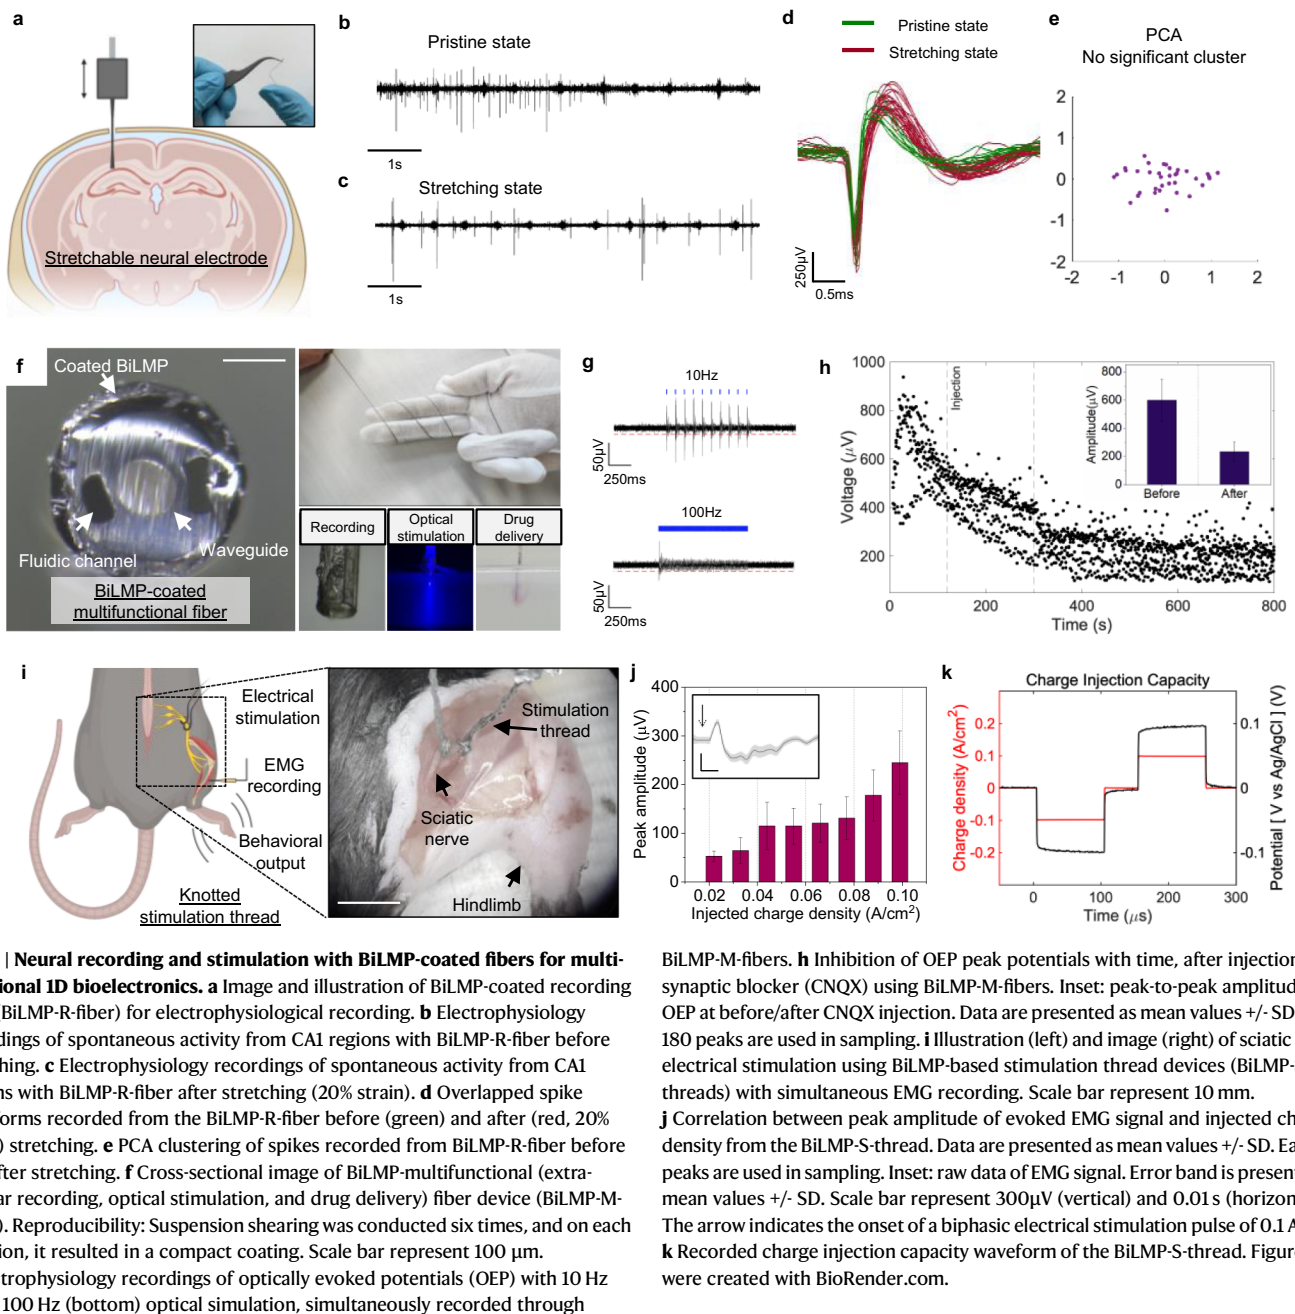 a
Stretchable neural electrode
b
Pristine state
1s
c
Stretching state
1s
d
Pristine state
Stretching state
250µV
0.5ms
e
PCA
No significant cluster
2
1
0
-1
-2
-2 -1 0 1 2
f
Coated BiLMP
Fluidic channel
Waveguide
BiLMP-coated
multifunctional fiber
Recording
Optical
stimulation
Drug
delivery
g
10Hz
50µV
250ms
100Hz
50µV
250ms
h
1000
800
600
400
200
Voltage (µV)
Injection
0 200 400 600 800
Time (s)
800
600
400
200
0
Amplitude(µV)
Before After
i
Electrical
stimulation
EMG
recording
Behavioral
output
Knotted
stimulation thread
Stimulation
thread
Sciatic
nerve
Hindlimb
j
400
300
200
100
0
Peak amplitude (µV)
0.02 0.04 0.06 0.08 0.10
Injected charge density (A/cm²)
k
Charge Injection Capacity
0.2
0.1
0
-0.1
-0.2
Charge density (A/cm²)
0.1
0
-0.1
Potential [ V vs Ag/AgCl ] (V)
0 100 200 300
Time (µs)
| Neural recording and stimulation with BiLMP-coated fibers for multi-
ional 1D bioelectronics. a Image and illustration of BiLMP-coated recording
(BiLMP-R-fiber) for electrophysiological recording. b Electrophysiology
dings of spontaneous activity from CA1 regions with BiLMP-R-fiber before
hing. c Electrophysiology recordings of spontaneous activity from CA1
ns with BiLMP-R-fiber after stretching (20% strain). d Overlapped spike
orms recorded from the BiLMP-R-fiber before (green) and after (red, 20%
) stretching. e PCA clustering of spikes recorded from BiLMP-R-fiber before
fter stretching. f Cross-sectional image of BiLMP-multifunctional (extra-
ar recording, optical stimulation, and drug delivery) fiber device (BiLMP-M-
). Reproducibility: Suspension shearing was conducted six times, and on each
ion, it resulted in a compact coating. Scale bar represent 100 µm.
trophysiology recordings of optically evoked potentials (OEP) with 10 Hz
100 Hz (bottom) optical simulation, simultaneously recorded through
BiLMP-M-fibers. h Inhibition of OEP peak potentials with time, after injection
synaptic blocker (CNQX) using BiLMP-M-fibers. Inset: peak-to-peak amplitud
OEP at before/after CNQX injection. Data are presented as mean values +/- SD
180 peaks are used in sampling. i Illustration (left) and image (right) of sciatic
electrical stimulation using BiLMP-based stimulation thread devices (BiLMP-
threads) with simultaneous EMG recording. Scale bar represent 10 mm.
j Correlation between peak amplitude of evoked EMG signal and injected ch
density from the BiLMP-S-thread. Data are presented as mean values +/- SD. Ea
peaks are used in sampling. Inset: raw data of EMG signal. Error band is present
mean values +/- SD. Scale bar represent 300µV (vertical) and 0.01 s (horizon
The arrow indicates the onset of a biphasic electrical stimulation pulse of 0.1 A
k Recorded charge injection capacity waveform of the BiLMP-S-thread. Figure
were created with BioRender.com.